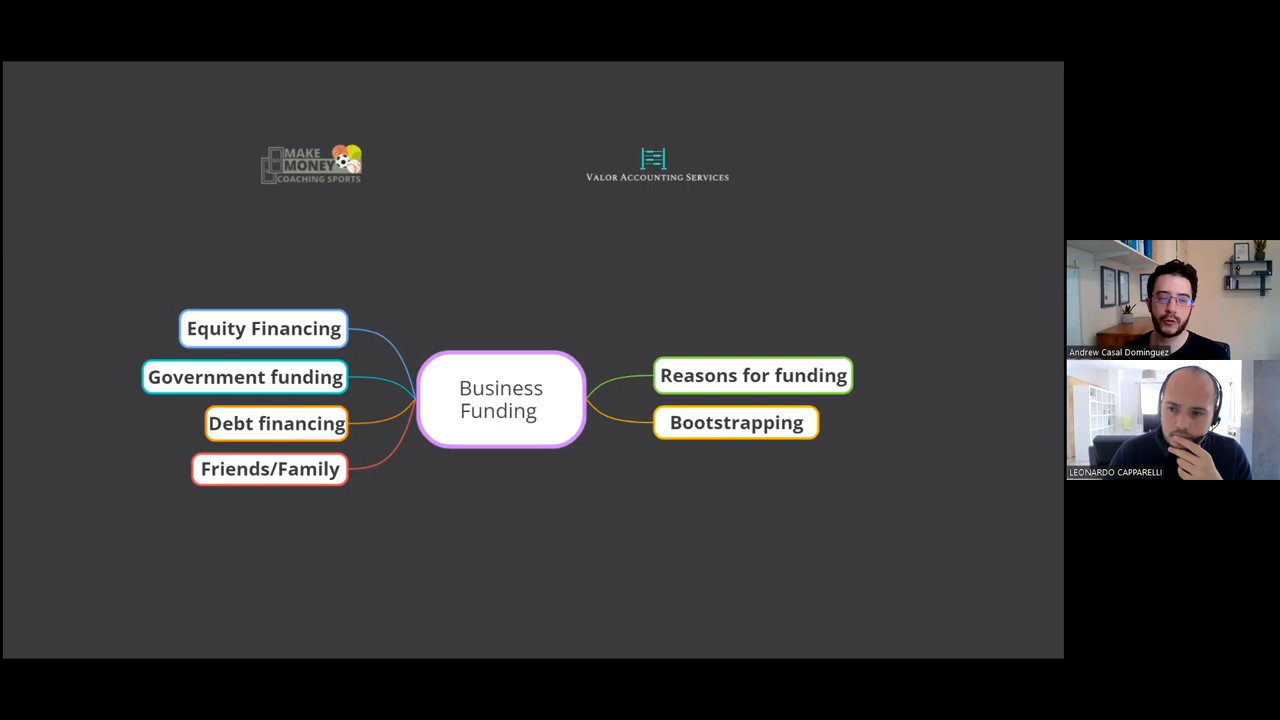 MAKE
MONEY
COACHING SPORTS
VALOR ACCOUNTING SERVICES
Equity Financing
Government funding
Debt financing
Friends/Family
Business
Funding
Reasons for funding
Bootstrapping
Andrew Casal Dominguez
LEONARDO CAPPARELLI